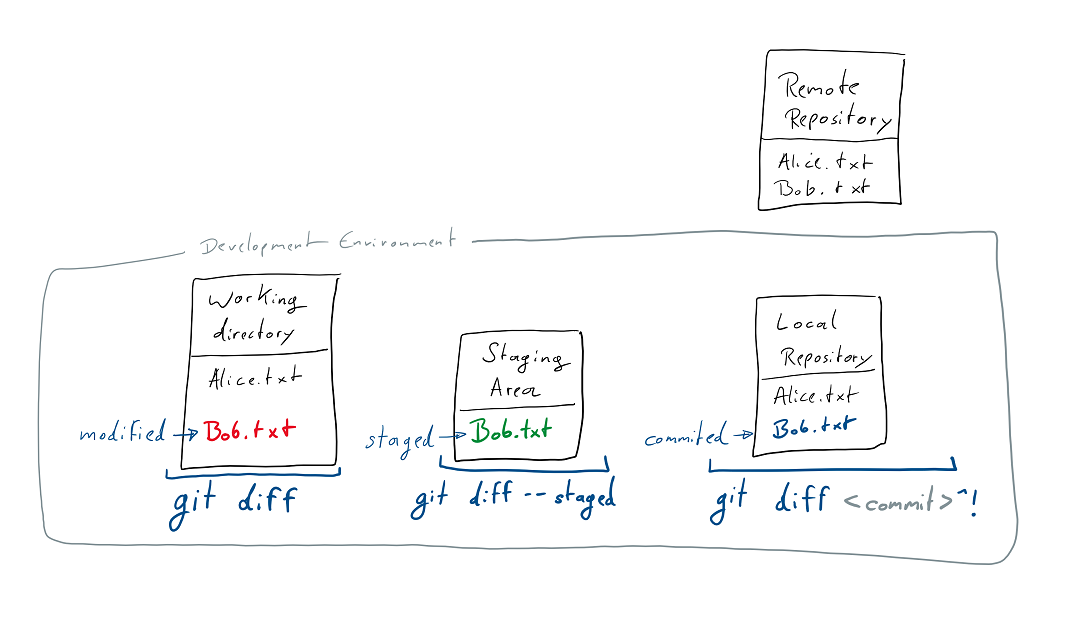 Remote
Repository
Alice.txt
Bob.txt
Development Environment
Working
directory
Alice.txt
modified
Bob.txt
git diff
Staging
Area
staged
Bob.txt
git diff --staged
Local
Repository
Alice.txt
commited
Bob.txt
git diff <commit>^!